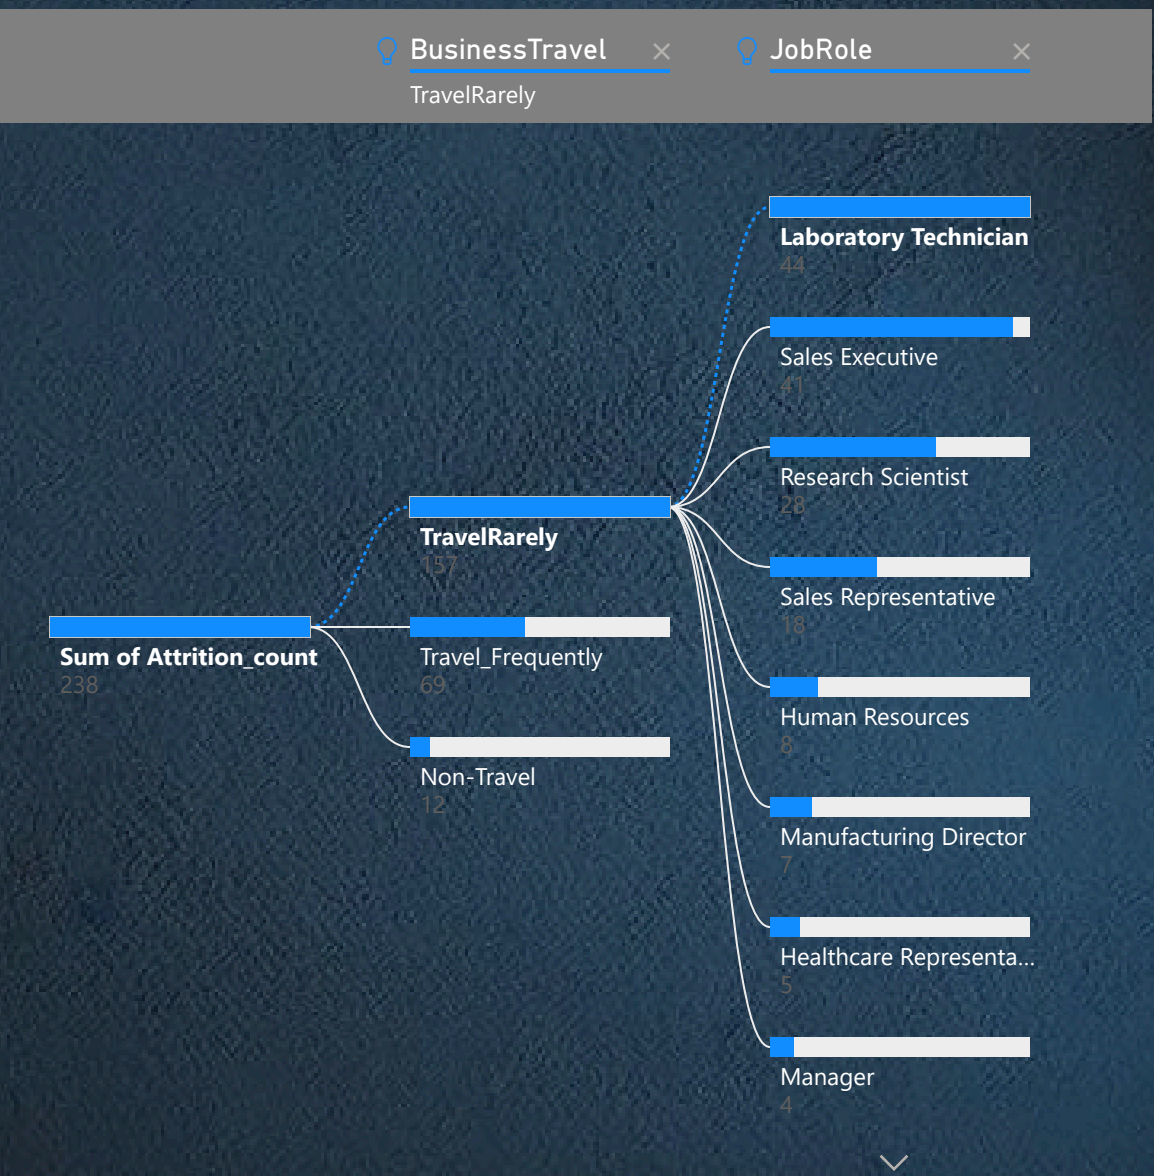 BusinessTravel
JobRole
TravelRarely
Laboratory Technician
44
Sales Executive
41
Research Scientist
28
TravelRarely
157
Sales Representative
18
Sum of Attrition_count
238
Travel_Frequently
69
Human Resources
8
Non-Travel
12
Manufacturing Director
7
Healthcare Representa...
5
Manager
4